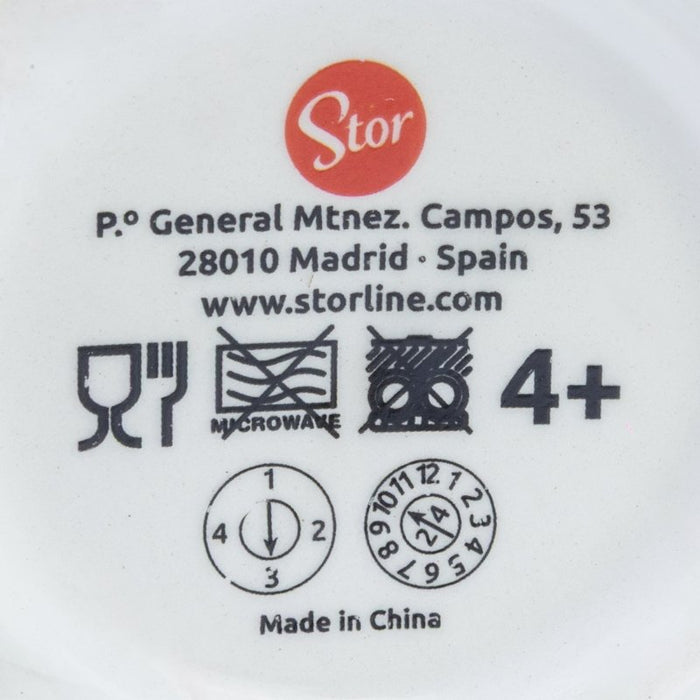 Stor
P.º General Mtnez. Campos, 53
28010 Madrid · Spain
www.storline.com
MICROWAVE
4+
1
4 2
3
12 1 2 3 4 5 6 7 8 9 10 11
2 4
Made in China